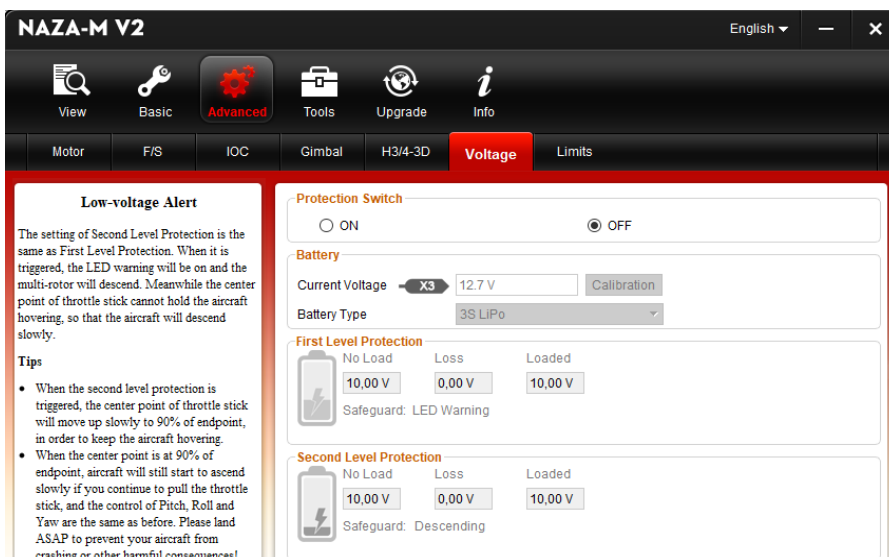 NAZA-M V2
English
View
Basic
Advanced
Tools
Upgrade
Info
Motor
F/S
IOC
Gimbal
H3/4-3D
Voltage
Limits
Low-voltage Alert
The setting of Second Level Protection is the
same as First Level Protection. When it is
triggered, the LED warning will be on and the
multi-rotor will descend. Meanwhile the center
point of throttle stick cannot hold the aircraft
hovering, so that the aircraft will descend
slowly.
Tips
When the second level protection is
triggered, the center point of throttle stick
will move up slowly to 90% of endpoint,
in order to keep the aircraft hovering.
When the center point is at 90% of
endpoint, aircraft will still start to ascend
slowly if you continue to pull the throttle
stick, and the control of Pitch, Roll and
Yaw are the same as before. Please land
ASAP to prevent your aircraft from
crashing or other harmful consequences!
Protection Switch
ON
OFF
Battery
Current Voltage X3 12.7 V Calibration
Battery Type 3S LiPo
First Level Protection
No Load Loss Loaded
10,00 V 0,00 V 10,00 V
Safeguard: LED Warning
Second Level Protection
No Load Loss Loaded
10,00 V 0,00 V 10,00 V
Safeguard: Descending